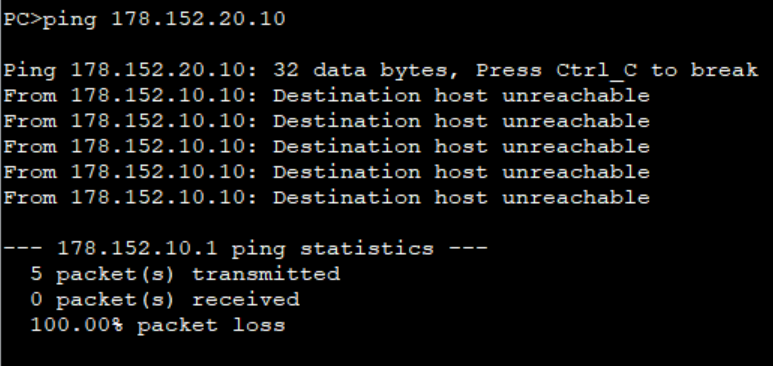 PC>ping 178.152.20.10
Ping 178.152.20.10: 32 data bytes, Press Ctrl_C to break
From 178.152.10.10: Destination host unreachable
From 178.152.10.10: Destination host unreachable
From 178.152.10.10: Destination host unreachable
From 178.152.10.10: Destination host unreachable
From 178.152.10.10: Destination host unreachable
--- 178.152.10.1 ping statistics ---
  5 packet(s) transmitted
  0 packet(s) received
  100.00% packet loss